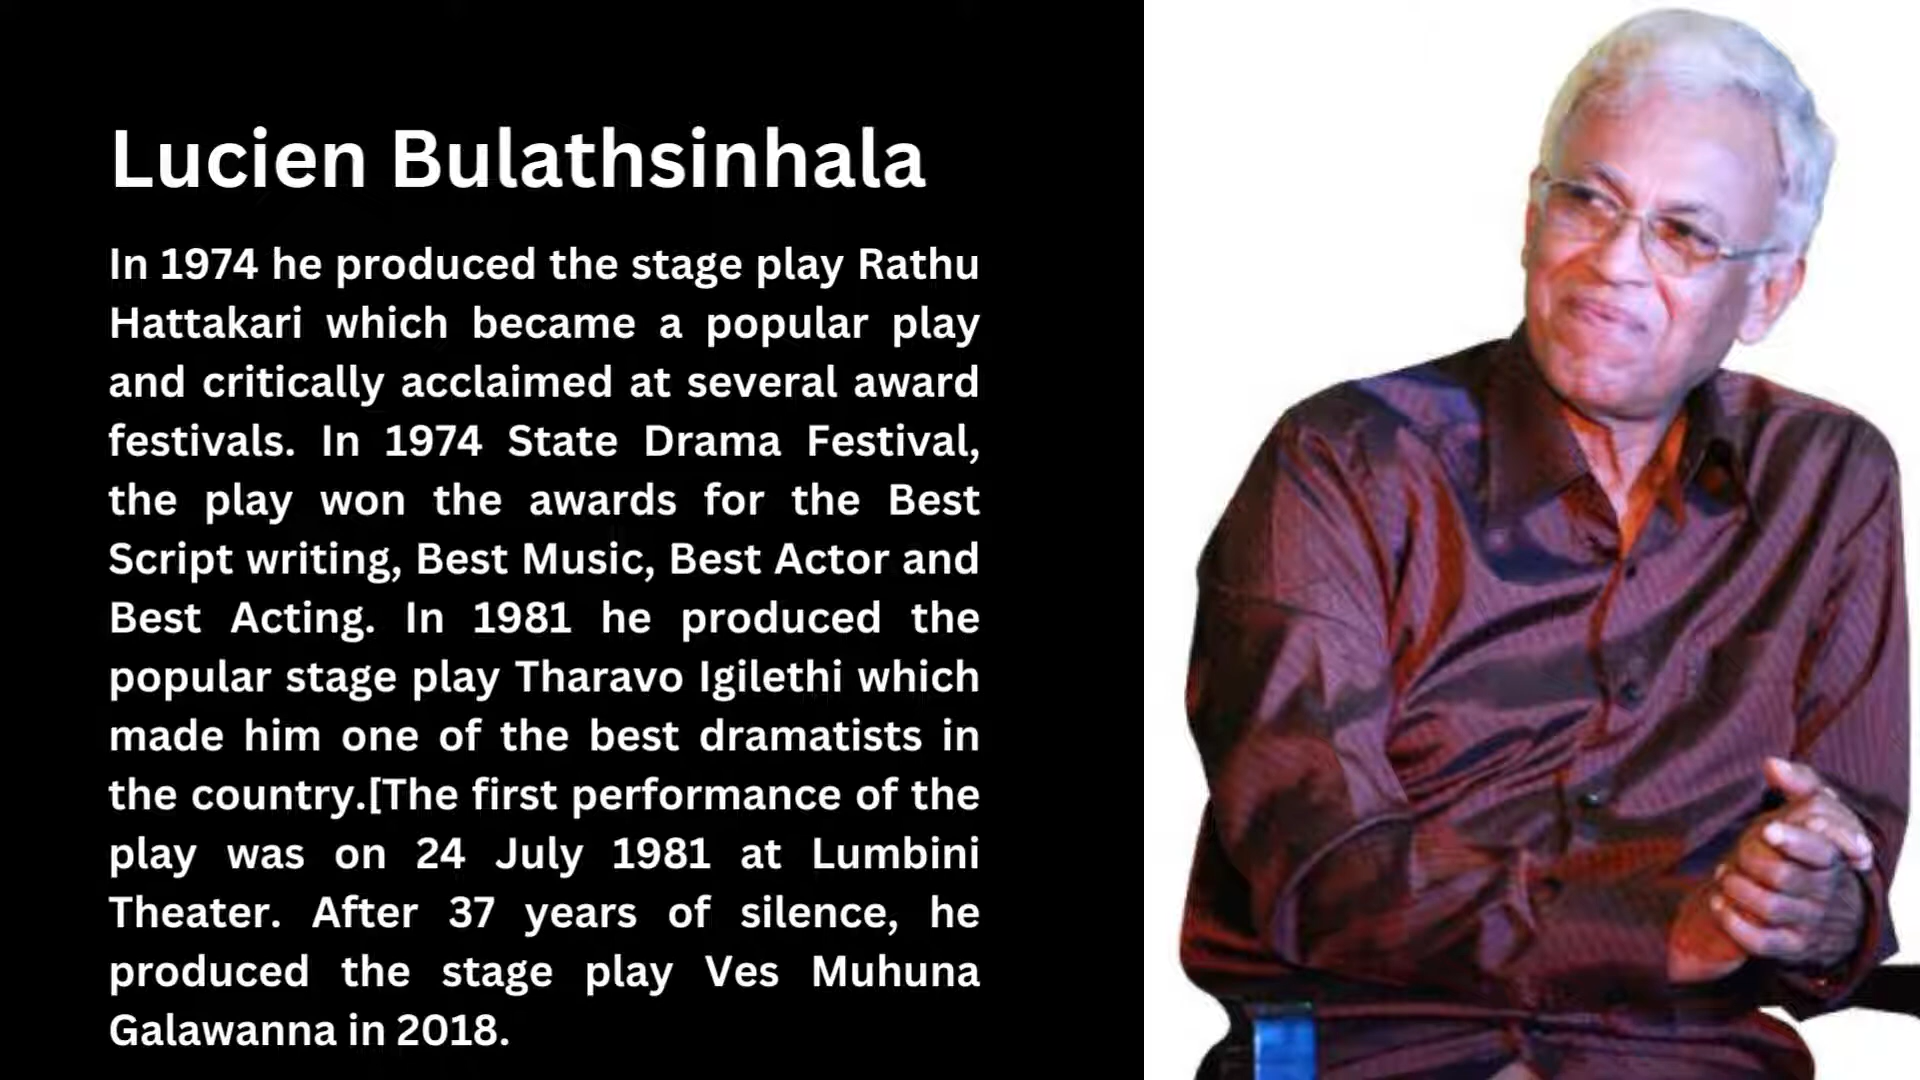 Lucien Bulathsinhala
In 1974 he produced the stage play Rathu
Hattakari which became a popular play
and critically acclaimed at several award
festivals. In 1974 State Drama Festival,
the play won the awards for the Best
Script writing, Best Music, Best Actor and
Best Acting. In 1981 he produced the
popular stage play Tharavo Igilethi which
made him one of the best dramatists in
the country.[The first performance of the
play was on 24 July 1981 at Lumbini
Theater. After 37 years of silence, he
produced the stage play Ves Muhuna
Galawanna in 2018.